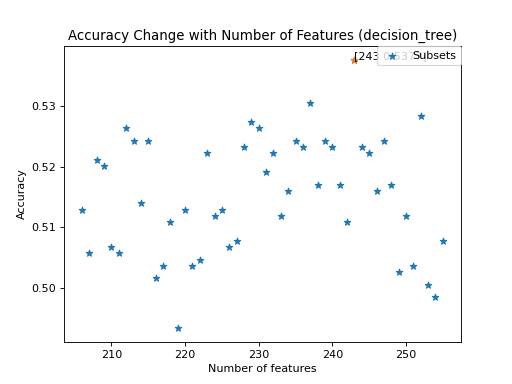 Accuracy Change with Number of Features (decision_tree)
[243
Subsets
0.53
0.52
0.51
0.50
Accuracy
210
220
230
240
250
Number of features